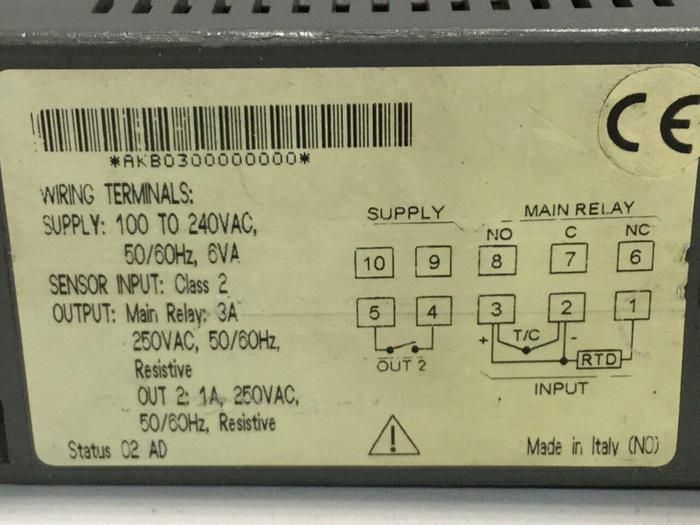 *AKB0300000000*
CE
WIRING TERMINALS:
SUPPLY: 100 TO 240VAC,
50/60Hz, 6VA
SENSOR INPUT: Class 2
OUTPUT: Main Relay: 3A
250VAC, 50/60Hz,
Resistive
OUT 2: 1A, 250VAC,
50/60Hz, Resistive
Status 02 AD
SUPPLY
MAIN RELAY
NO C NC
10 9 8 7 6
5 4 3 2 1
+ T/C -
OUT 2
RTD
INPUT
Made in Italy (NO)